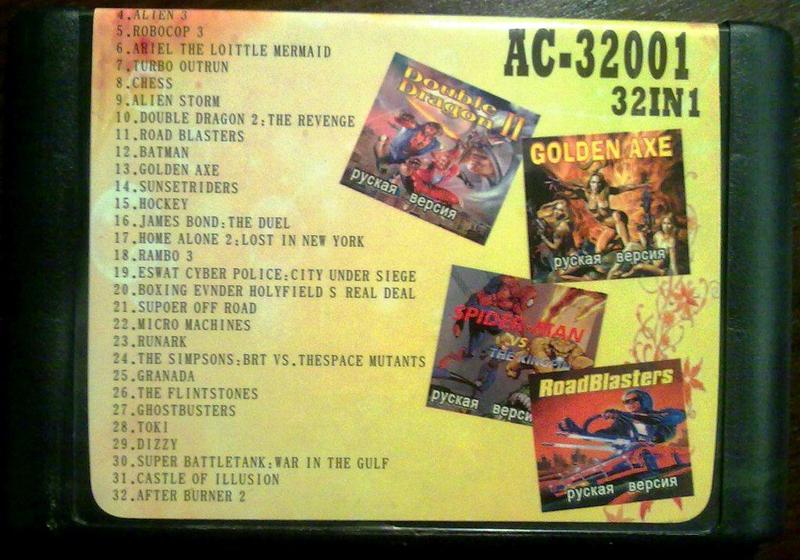 4.ALIEN 3
5.ROBOCOP 3
6.ARIEL THE LOITTLE MERMAID
7.TURBO OUTRUN
8.CHESS
9.ALIEN STORM
10.DOUBLE DRAGON 2:THE REVENGE
11.ROAD BLASTERS
12.BATMAN
13.GOLDEN AXE
14.SUNSETRIDERS
15.HOCKEY
16.JAMES BOND:THE DUEL
17.HOME ALONE 2:LOST IN NEW YORK
18.RAMBO 3
19.ESWAT CYBER POLICE:CITY UNDER SIEGE
20.BOXING EVNDER HOLYFIELD S REAL DEAL
21.SUPOER OFF ROAD
22.MICRO MACHINES
23.RUNARK
24.THE SIMPSONS:BRT VS.THESPACE MUTANTS
25.GRANADA
26.THE FLINTSTONES
27.GHOSTBUSTERS
28.TOKI
29.DIZZY
30.SUPER BATTLETANK:WAR IN THE GULF
31.CASTLE OF ILLUSION
32.AFTER BURNER 2
AC-32001
32IN1
Double
Dragon II
руская версия
GOLDEN AXE
руская версия
SPIDER-MAN
VS
THE KINGPIN
руская верси
RoadBlasters
руская версия